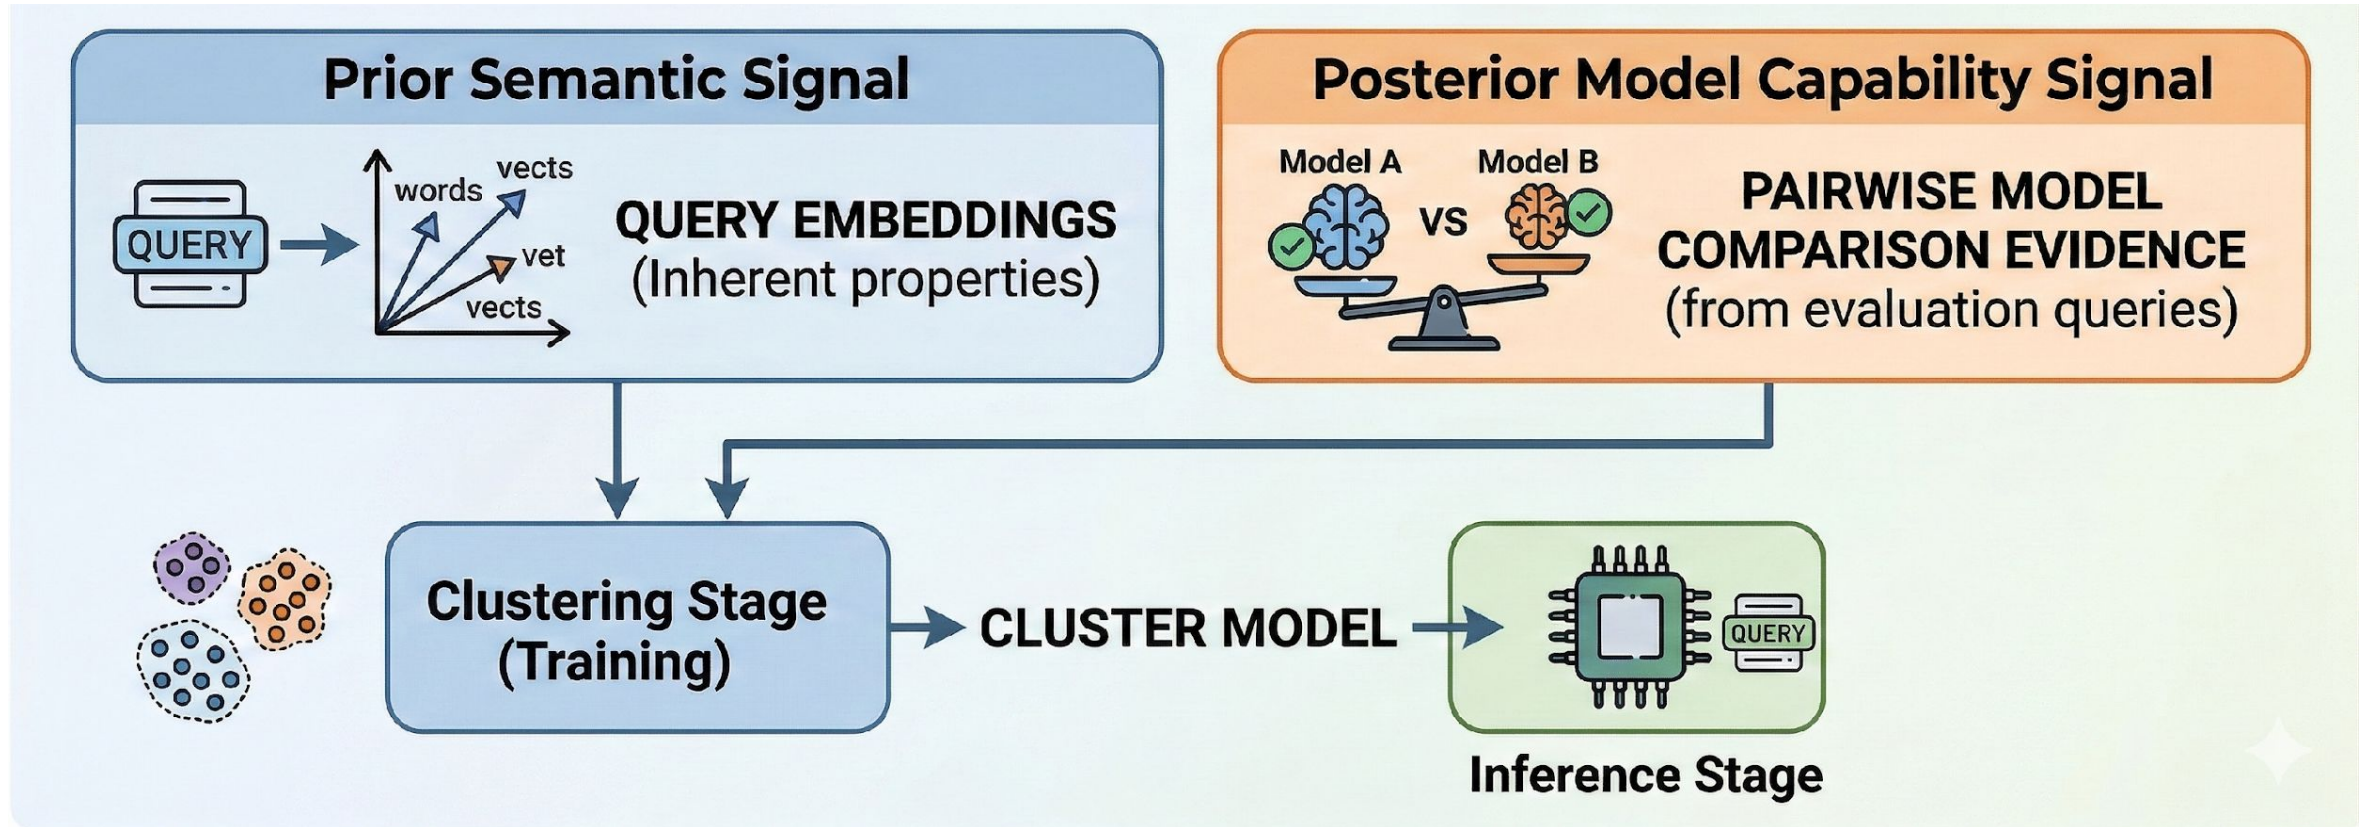 Prior Semantic Signal
QUERY
words
vects
vet
vects
QUERY EMBEDDINGS
(Inherent properties)
Posterior Model Capability Signal
Model A
VS
Model B
PAIRWISE MODEL
COMPARISON EVIDENCE
(from evaluation queries)
Clustering Stage
(Training)
CLUSTER MODEL
QUERY
Inference Stage